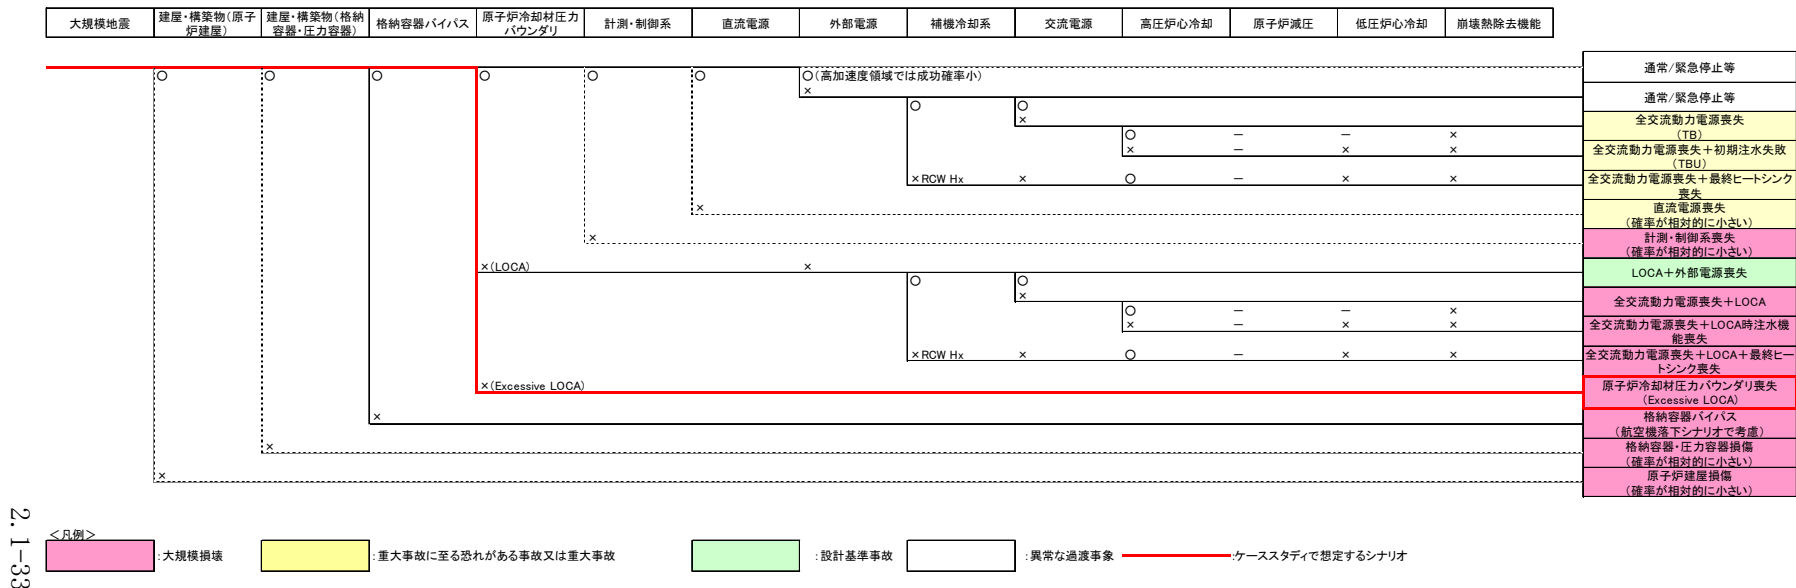 大規模地震
建屋・構築物(原子
炉建屋)
建屋・構築物(格納
容器・圧力容器)
格納容器バイパス
原子炉冷却材圧力
バウンダリ
計測・制御系
直流電源
外部電源
補機冷却系
交流電源
高圧炉心冷却
原子炉減圧
低圧炉心冷却
崩壊熱除去機能
○ ○ ○ ○ ○ ○ ○(高加速度領域では成功確率小)
通常/緊急停止等
×
通常/緊急停止等
○ ○
×
全交流動力電源喪失
(TB)
○ − − ×
× − × ×
全交流動力電源喪失+初期注水失敗
(TBU)
×RCW Hx × ○ − × ×
全交流動力電源喪失+最終ヒートシンク
喪失
×
直流電源喪失
(確率が相対的に小さい)
×
計測・制御系喪失
(確率が相対的に小さい)
×(LOCA) ×
LOCA+外部電源喪失
○ ○
×
全交流動力電源喪失+LOCA
○ − − ×
× − × ×
全交流動力電源喪失+LOCA時注水機
能喪失
×RCW Hx × ○ − × ×
全交流動力電源喪失+LOCA+最終ヒー
トシンク喪失
×(Excessive LOCA)
原子炉冷却材圧力バウンダリ喪失
(Excessive LOCA)
×
格納容器バイパス
(航空機落下シナリオで考慮)
×
格納容器・圧力容器損傷
(確率が相対的に小さい)
×
原子炉建屋損傷
(確率が相対的に小さい)
<凡例>
:大規模損壊
:重大事故に至る恐れがある事故又は重大事故
:設計基準事故
:異常な過渡事象
:ケーススタディで想定するシナリオ
2.1-33